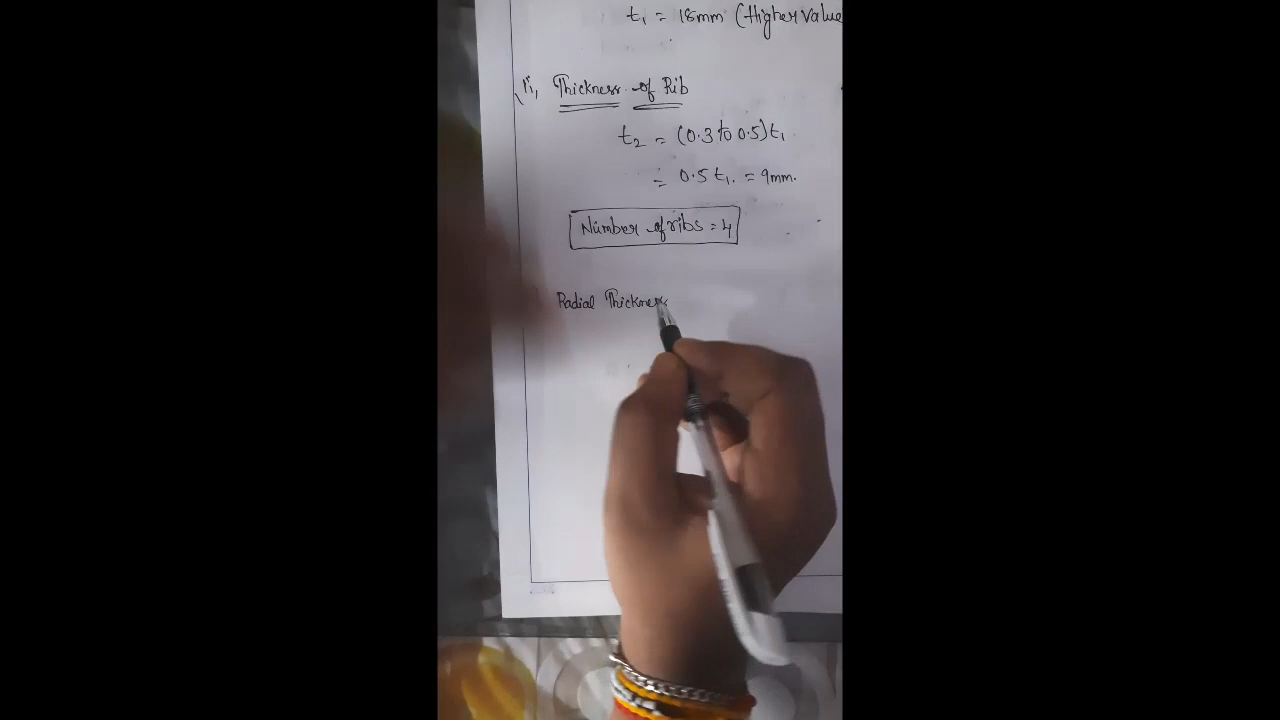 t₁ = 18mm (Higher Value
ii, Thickness of Rib
t₂ = (0.3 to 0.5)t₁
= 0.5 t₁ = 9mm.
Number of ribs = 4
Radial Thickness